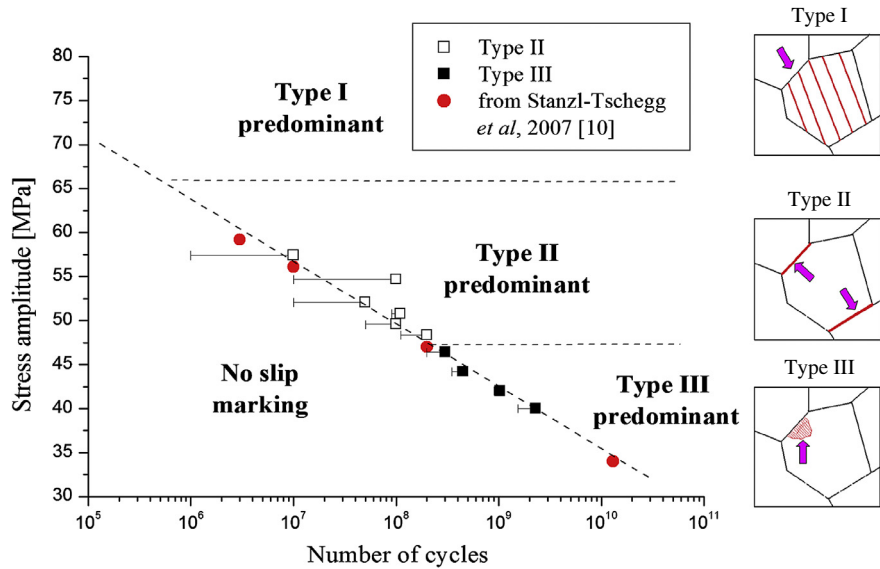 Type I
Type II
Type III
from Stanzl-Tschegg
et al, 2007 [10]
Type I
predominant
Type II
predominant
Type III
predominant
No slip
marking
Stress amplitude [MPa]
80
75
70
65
60
55
50
45
40
35
30
10^5
10^6
10^7
10^8
10^9
10^10
10^11
Number of cycles
Type II
Type III